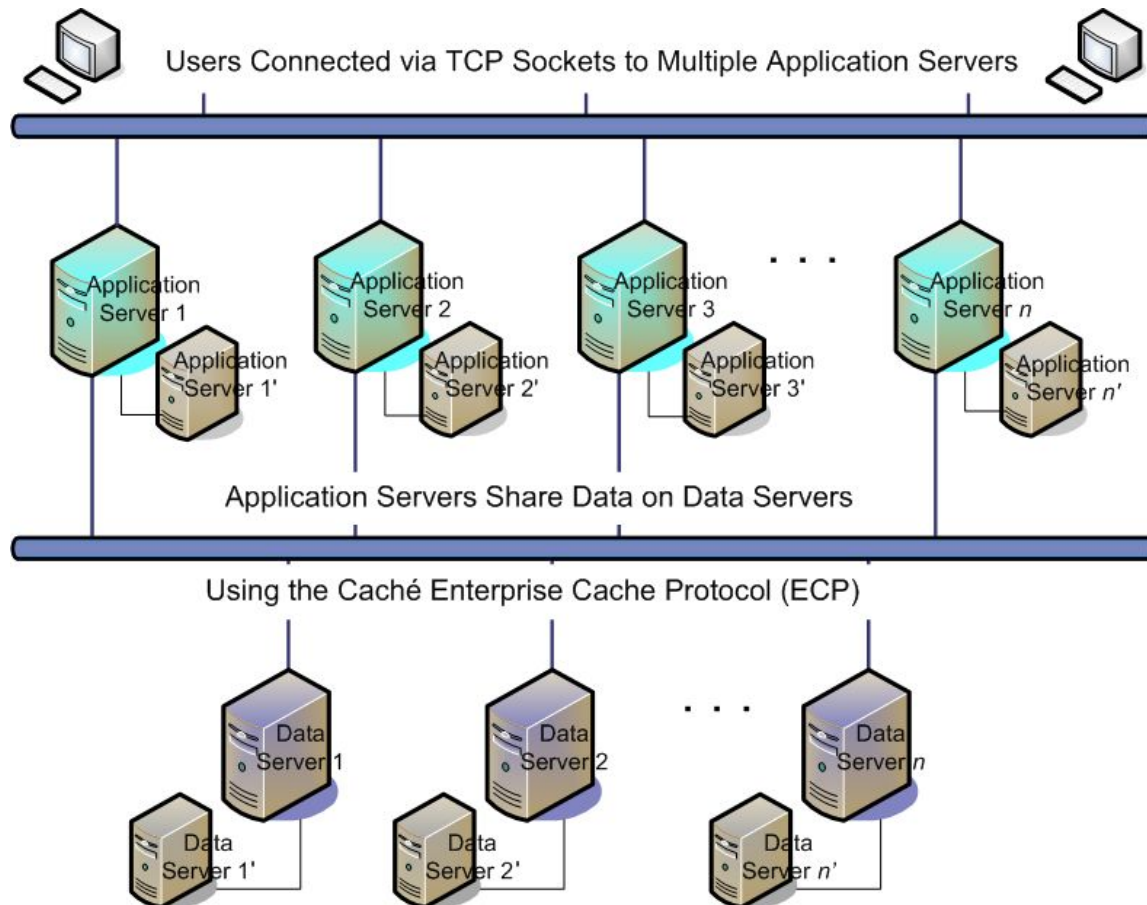 Users Connected via TCP Sockets to Multiple Application Servers
Application
Server 1
Application
Server 2
Application
Server 3
. . .
Application
Server n
Application
Server 1'
Application
Server 2'
Application
Server 3'
Application
Server n'
Application Servers Share Data on Data Servers
Using the Caché Enterprise Cache Protocol (ECP)
Data
Server 1
Data
Server 2
. . .
Data
Server n
Data
Server 1'
Data
Server 2'
Data
Server n'